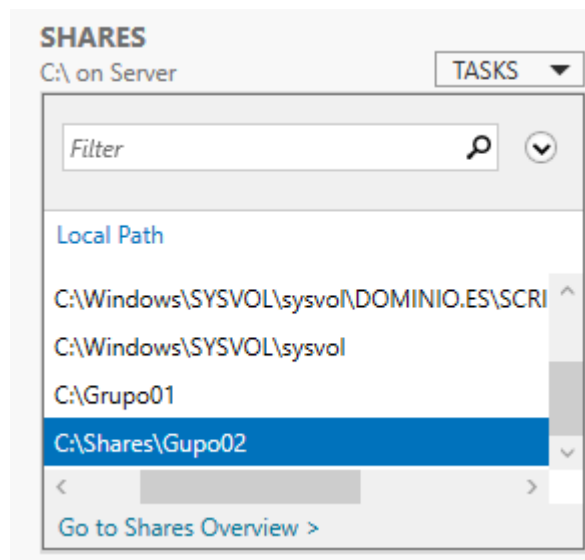 SHARES
C:\ on Server
TASKS
Filter
Local Path
C:\Windows\SYSVOL\sysvol\DOMINIO.ES\SCRI
C:\Windows\SYSVOL\sysvol
C:\Grupo01
C:\Shares\Gupo02
Go to Shares Overview >